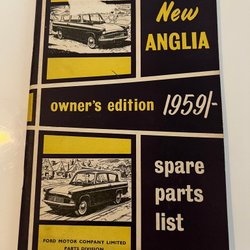 New
ANGLIA
owner's edition 1959/-
spare
parts
list
FORD MOTOR COMPANY LIMITED
PARTS DIVISION